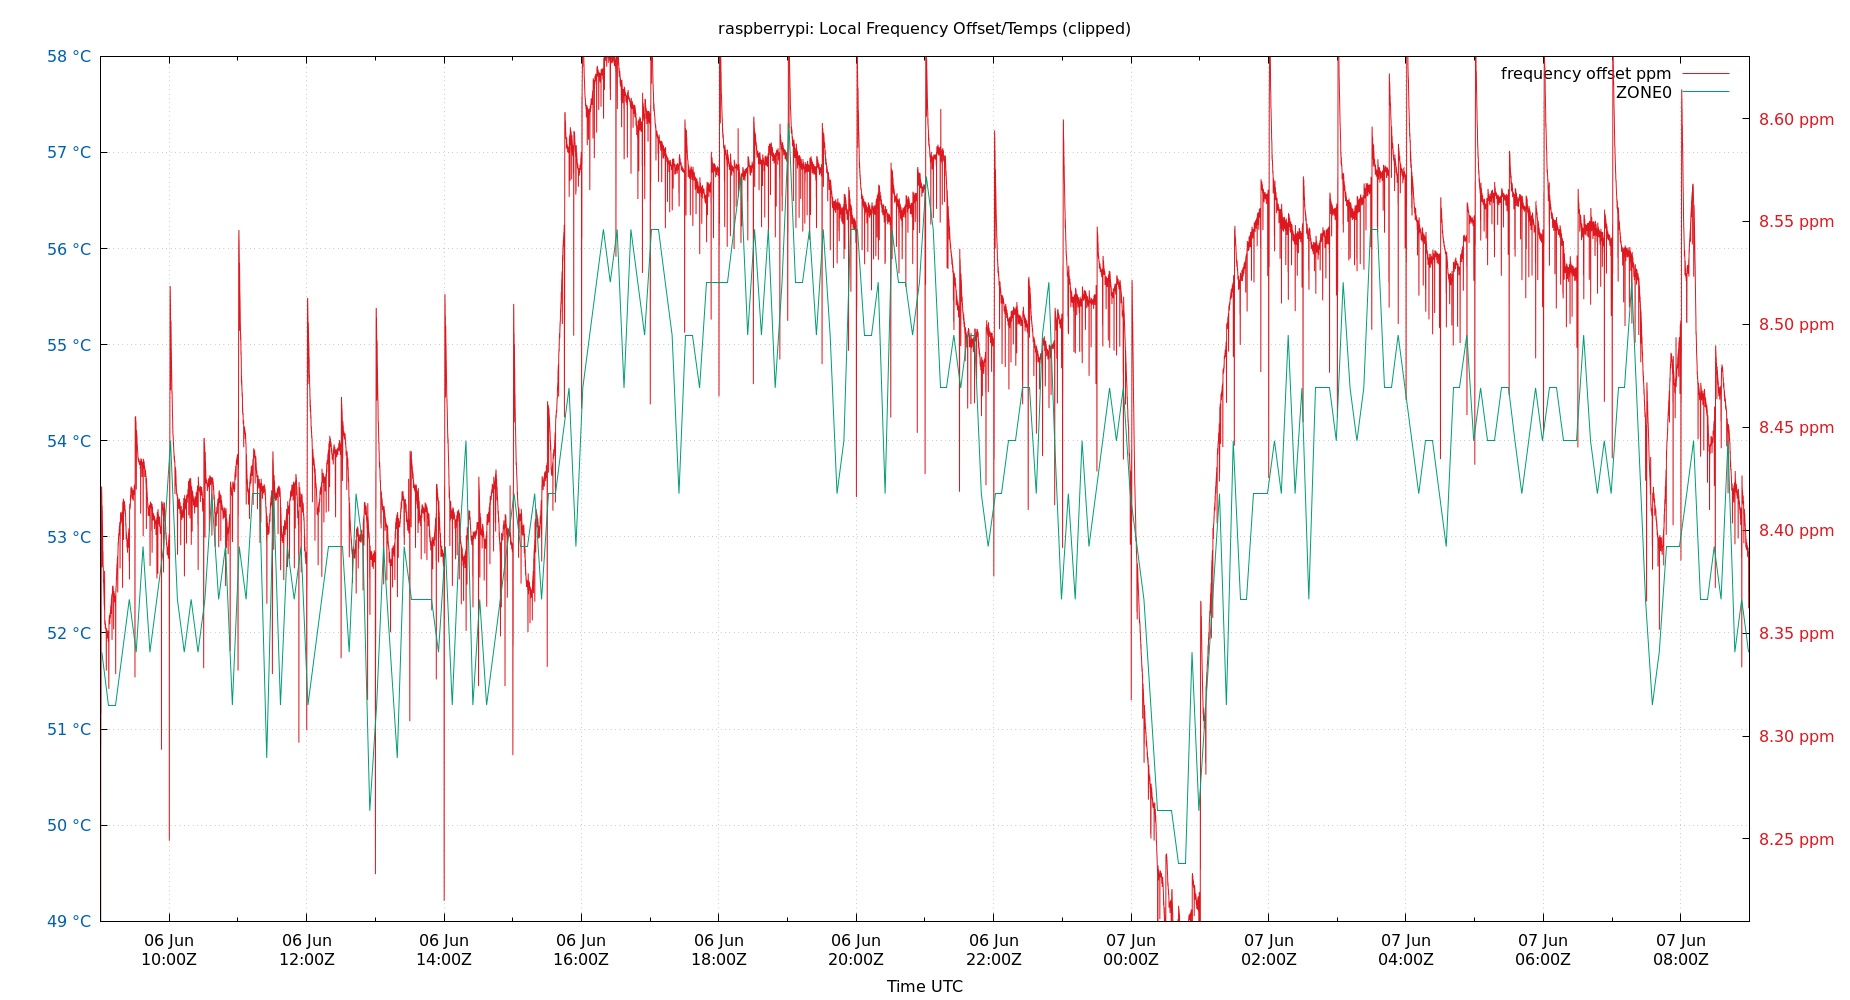 raspberrypi: Local Frequency Offset/Temps (clipped)
58 °C
57 °C
56 °C
55 °C
54 °C
53 °C
52 °C
51 °C
50 °C
49 °C
frequency offset ppm
ZONE0
8.60 ppm
8.55 ppm
8.50 ppm
8.45 ppm
8.40 ppm
8.35 ppm
8.30 ppm
8.25 ppm
06 Jun
10:00Z
06 Jun
12:00Z
06 Jun
14:00Z
06 Jun
16:00Z
06 Jun
18:00Z
06 Jun
20:00Z
06 Jun
22:00Z
07 Jun
00:00Z
07 Jun
02:00Z
07 Jun
04:00Z
07 Jun
06:00Z
07 Jun
08:00Z
Time UTC